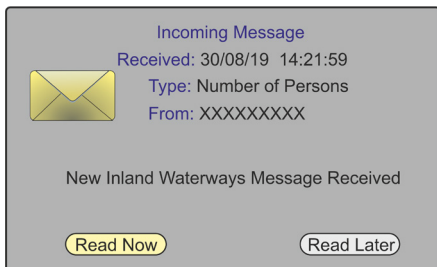 Incoming Message
Received: 30/08/19 14:21:59
Type: Number of Persons
From: XXXXXXXXX
New Inland Waterways Message Received
Read Now
Read Later